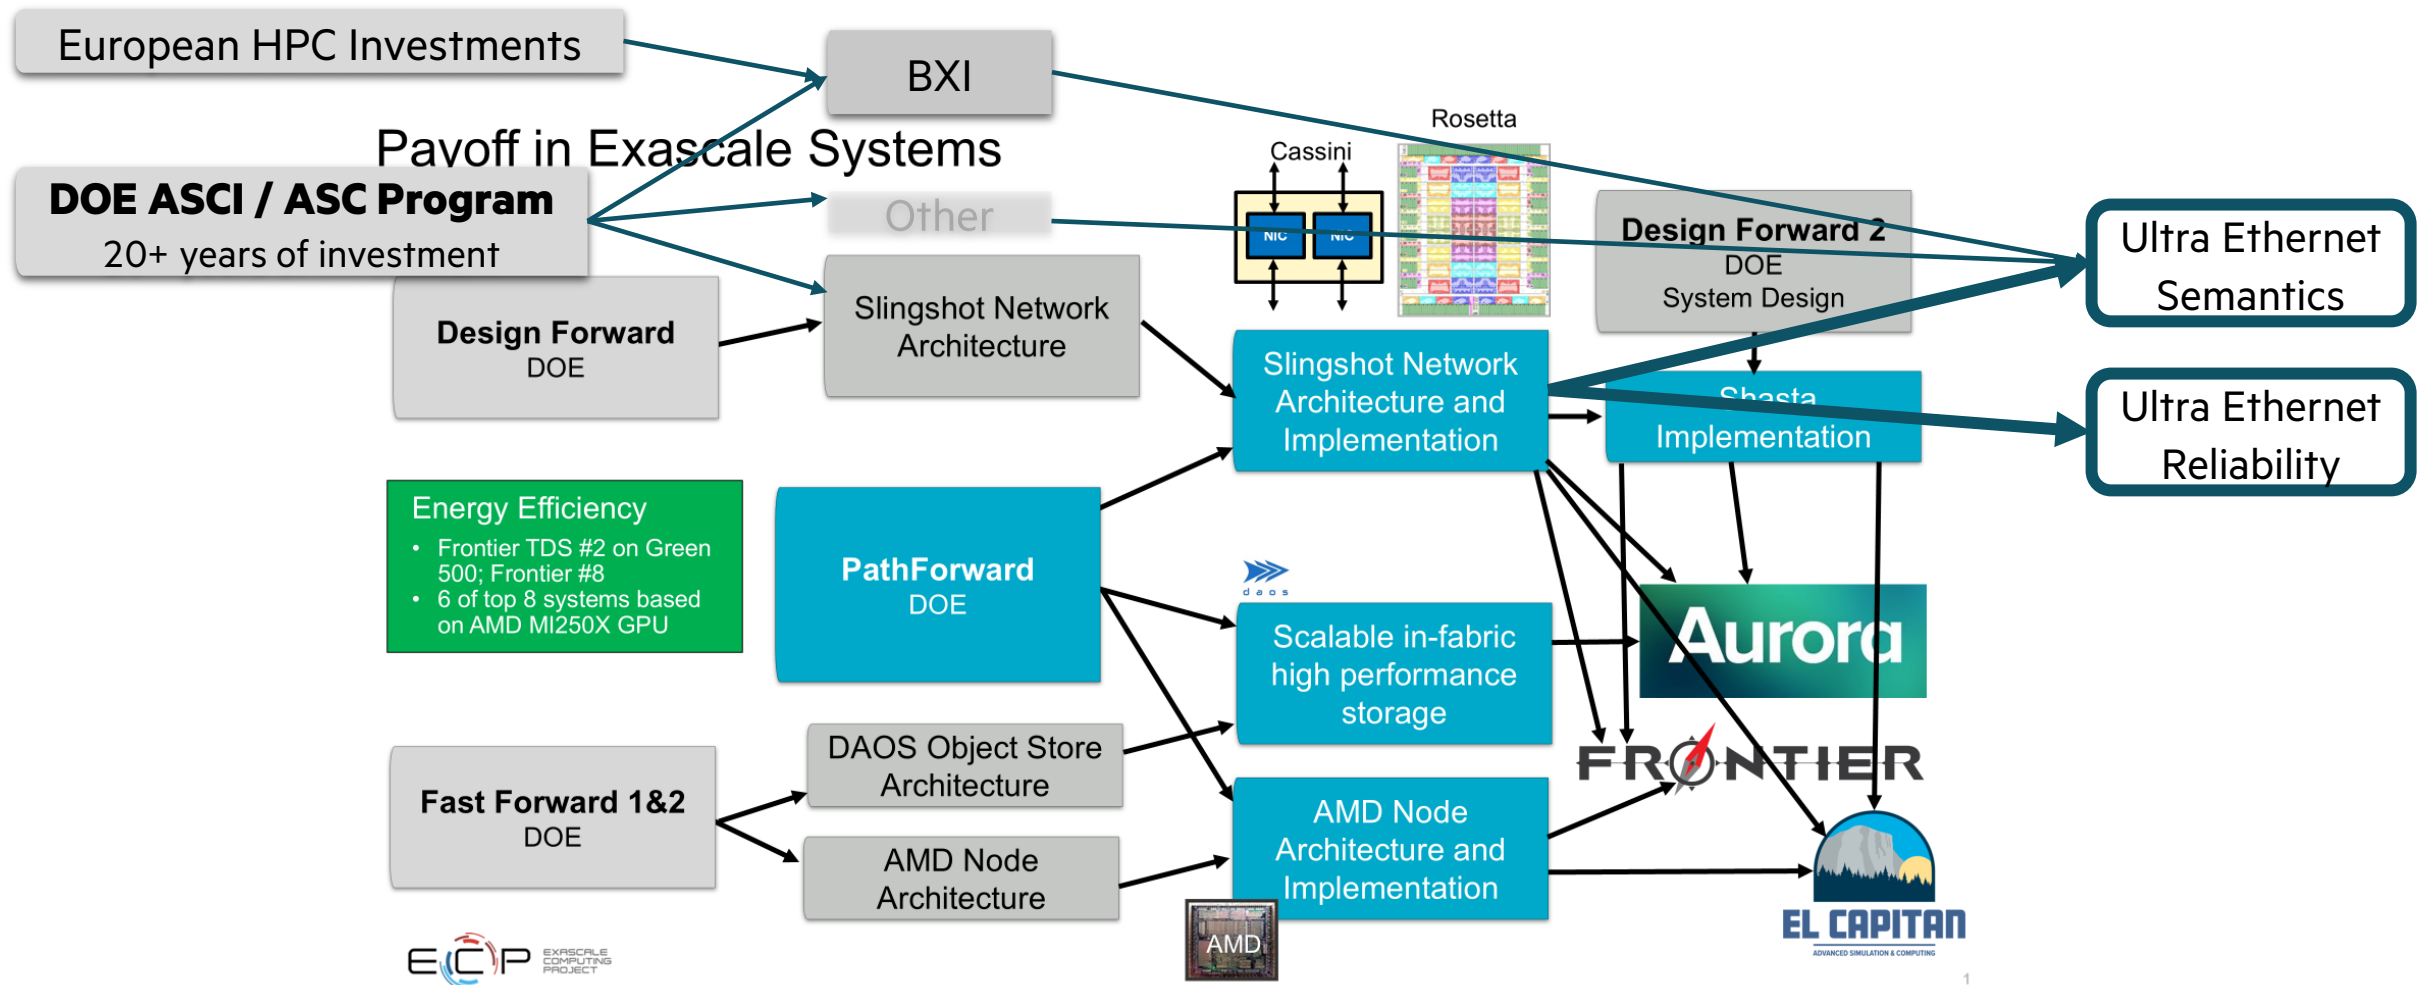 European HPC Investments
BXI
Payoff in Exascale Systems
DOE ASCI / ASC Program
20+ years of investment
Other
Cassini
NIC
NIC
Rosetta
Design Forward 2
DOE
System Design
Ultra Ethernet
Semantics
Design Forward
DOE
Slingshot Network
Architecture
Slingshot Network
Architecture and
Implementation
Shasta
Implementation
Ultra Ethernet
Reliability
Energy Efficiency
• Frontier TDS #2 on Green
500; Frontier #8
• 6 of top 8 systems based
on AMD MI250X GPU
PathForward
DOE
daos
Scalable in-fabric
high performance
storage
Aurora
FRONTIER
Fast Forward 1&2
DOE
DAOS Object Store
Architecture
AMD Node
Architecture
AMD Node
Architecture and
Implementation
AMD
EL CAPITAN
ADVANCED SIMULATION & COMPUTING
ECP
EXASCALE
COMPUTING
PROJECT
1